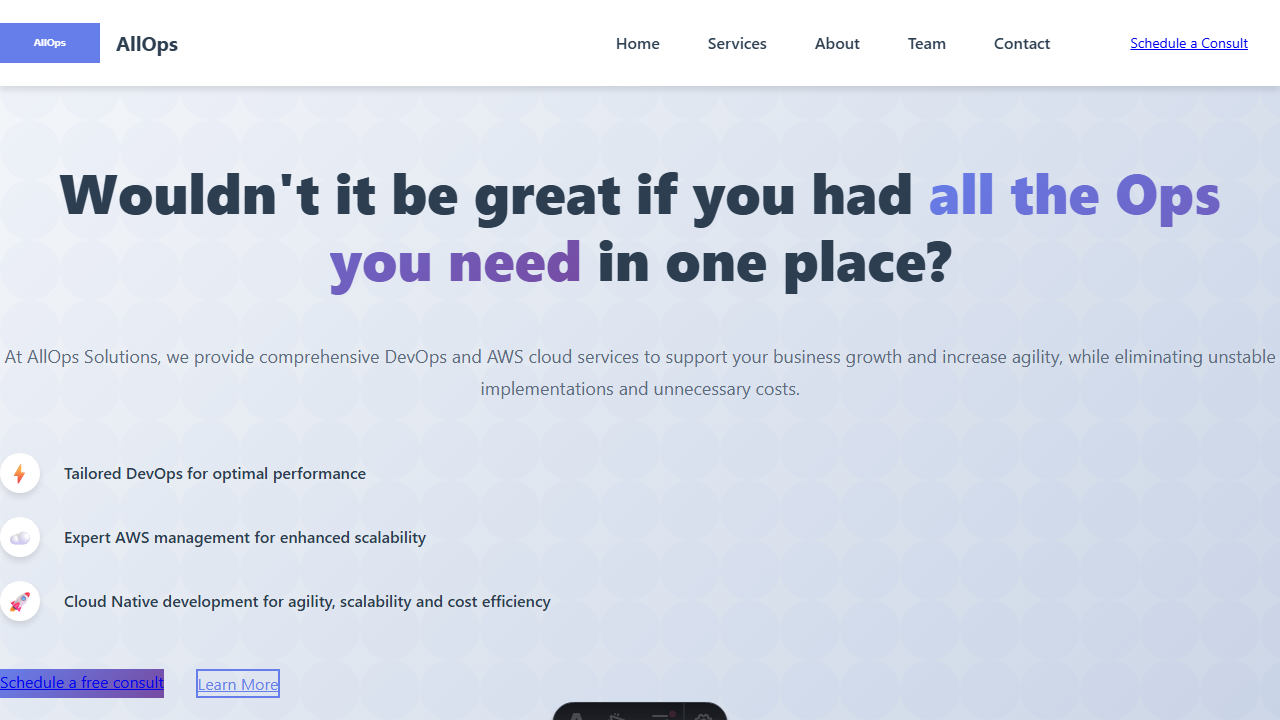 AllOps
AllOps
Home
Services
About
Team
Contact
Schedule a Consult
Wouldn't it be great if you had all the Ops
you need in one place?
At AllOps Solutions, we provide comprehensive DevOps and AWS cloud services to support your business growth and increase agility, while eliminating unstable
implementations and unnecessary costs.
Tailored DevOps for optimal performance
Expert AWS management for enhanced scalability
Cloud Native development for agility, scalability and cost efficiency
Schedule a free consult
Learn More